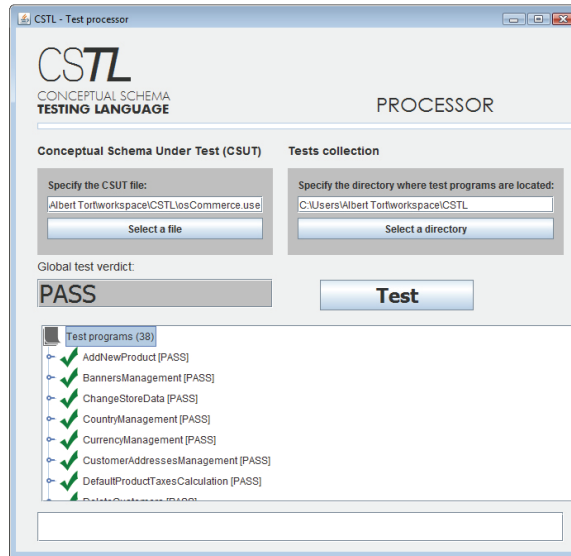 CSTL - Test processor
CSTL
CONCEPTUAL SCHEMA
TESTING LANGUAGE
PROCESSOR
Conceptual Schema Under Test (CSUT)
Tests collection
Specify the CSUT file:
Specify the directory where test programs are located:
Albert Tort\workspace\CSTL\osCommerce.use
C:\Users\Albert Tort\workspace\CSTL
Select a file
Select a directory
Global test verdict:
PASS
Test
Test programs (38)
AddNewProduct [PASS]
BannersManagement [PASS]
ChangeStoreData [PASS]
CountryManagement [PASS]
CurrencyManagement [PASS]
CustomerAddressesManagement [PASS]
DefaultProductTaxesCalculation [PASS]
DeleteCustomers [PASS]